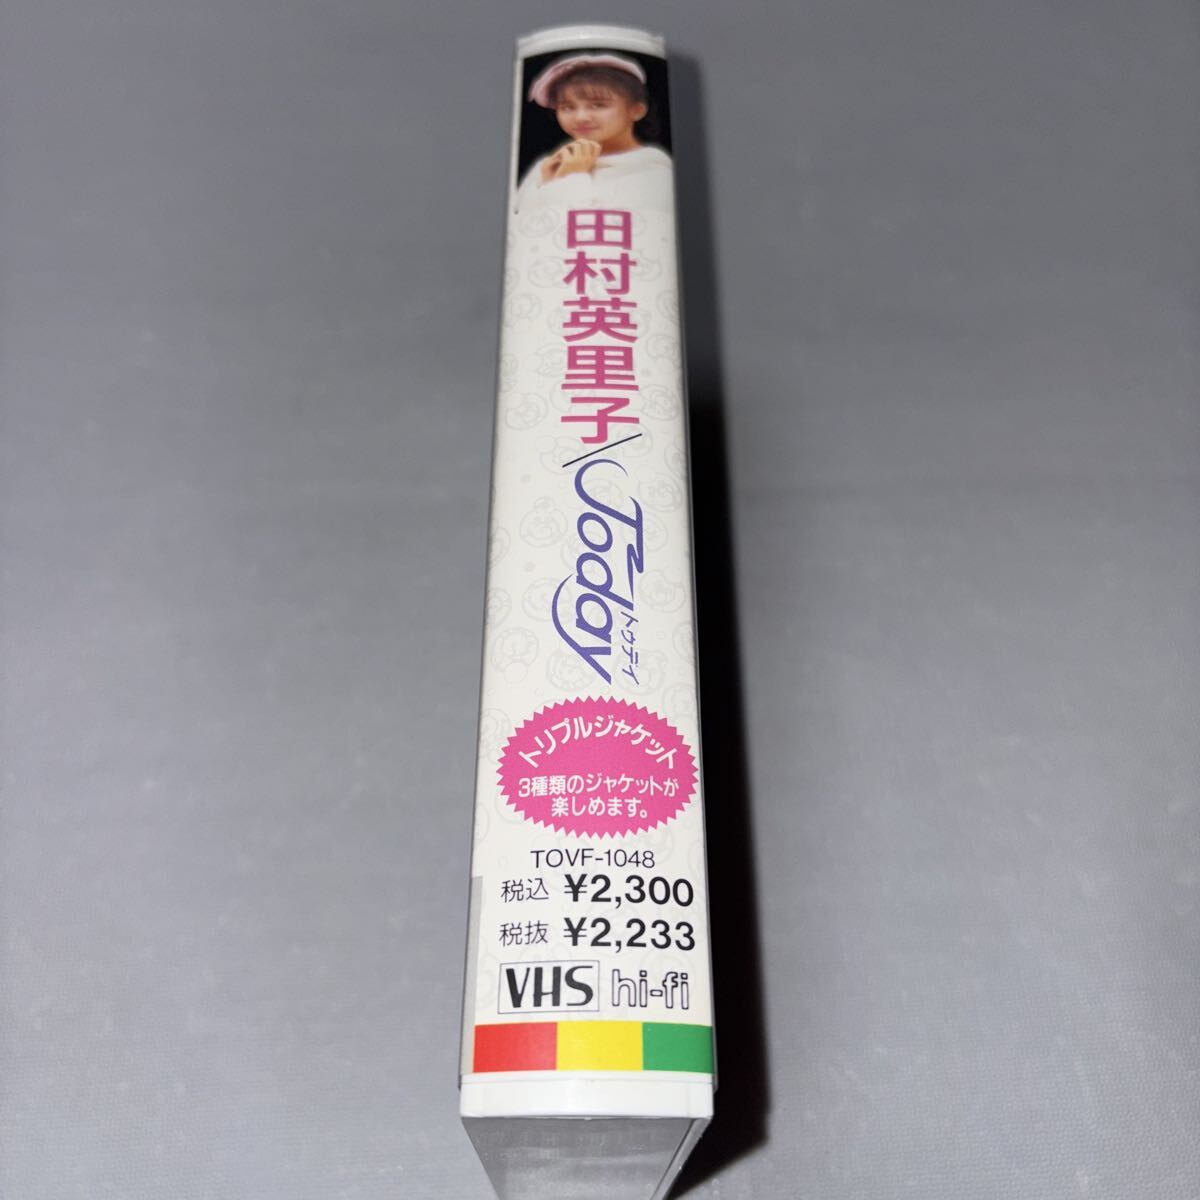 田村英里子/Today
トゥデイ
トリプルジャケット
3種類のジャケットが
楽しめます。
TOVF-1048
税込 ¥2,300
税抜 ¥2,233
VHS hi-fi